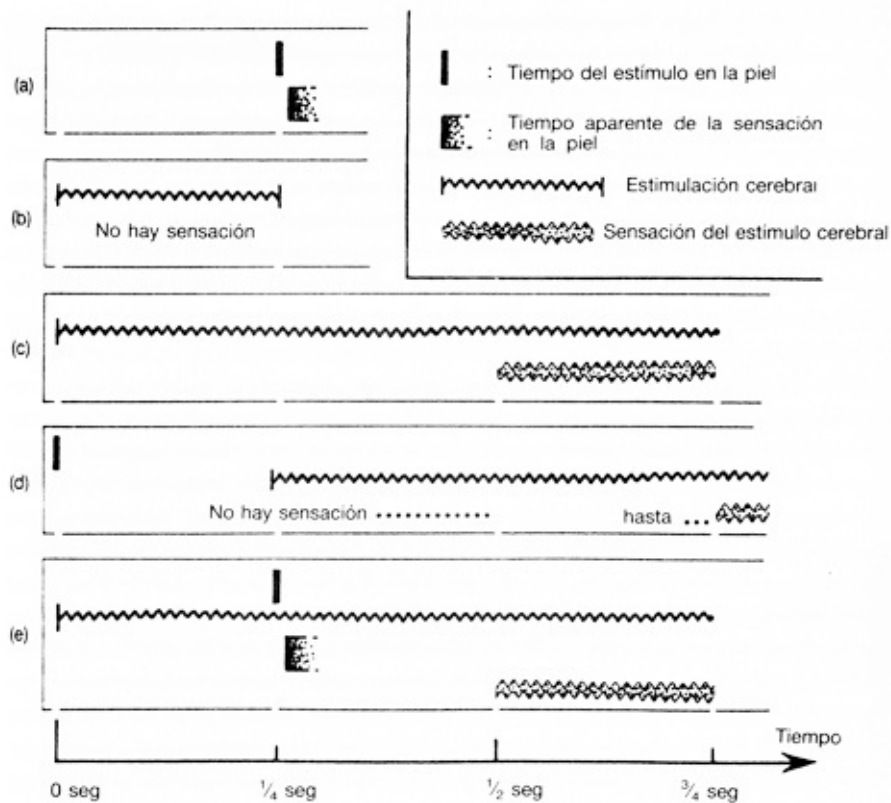 (a)
: Tiempo del estímulo en la piel
: Tiempo aparente de la sensación
en la piel
Estimulación cerebral
Sensación del estimulo cerebral
(b)
No hay sensación
(c)
(d)
No hay sensación ............ hasta ...
(e)
Tiempo
0 seg
¼ seg
½ seg
¾ seg